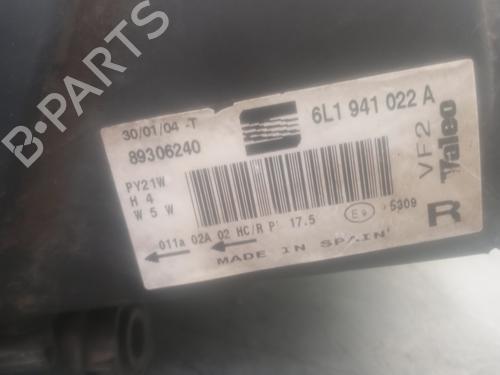 30/01/04 -T
89306240
6L1 941 022 A
PY21W
H 4
W 5 W
011a 02A 02 HC/R P 17.5
E9 5309
MADE IN SPAIN
VF2
Valeo
R
B